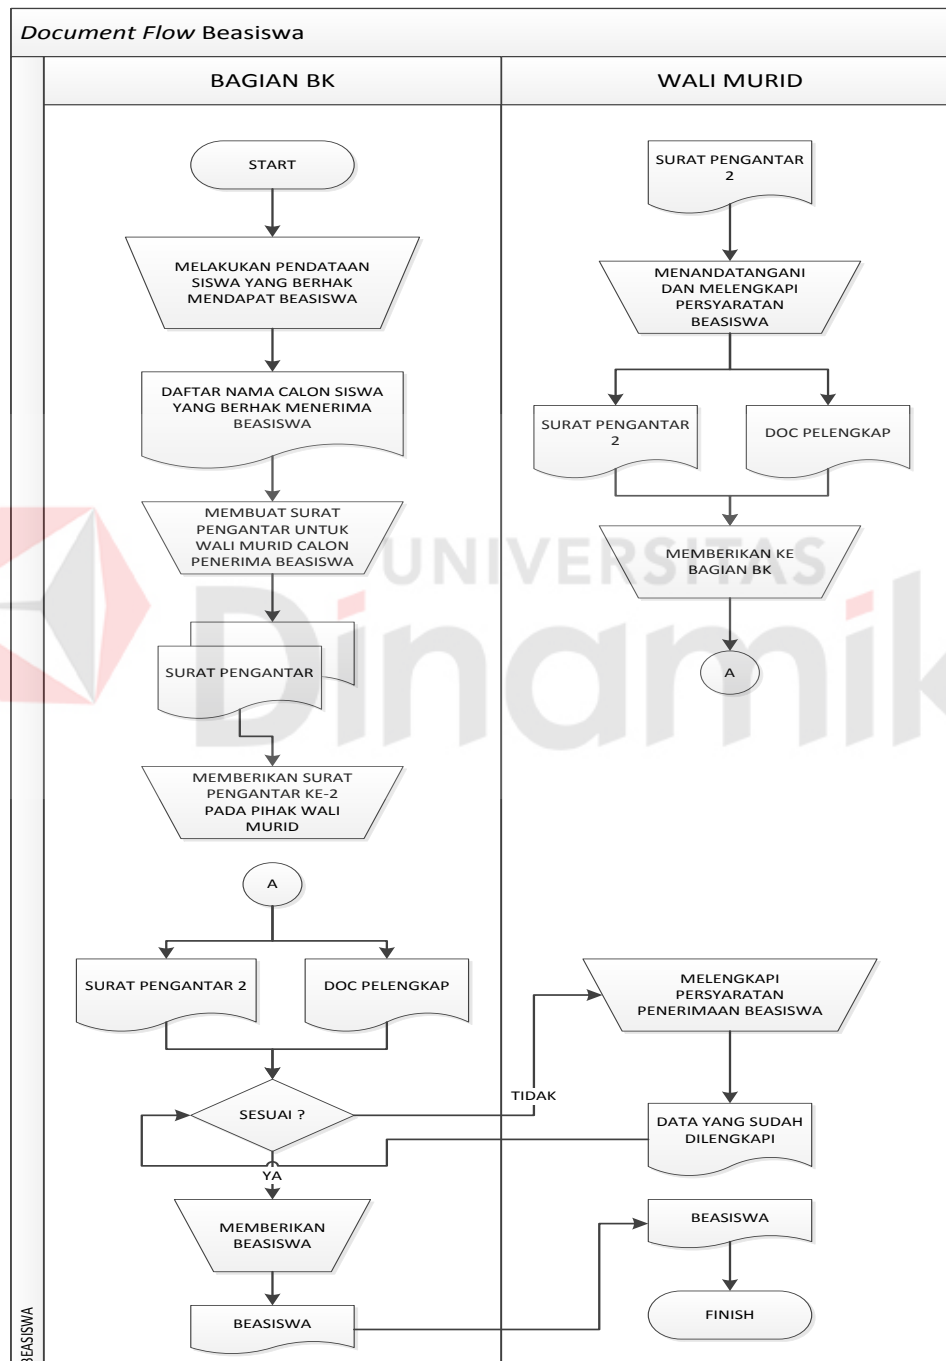 Document Flow Beasiswa
BAGIAN BK
START
MELAKUKAN PENDATAAN
SISWA YANG BERHAK
MENDAPAT BEASISWA
DAFTAR NAMA CALON SISWA
YANG BERHAK MENERIMA
BEASISWA
MEMBUAT SURAT
PENGANTAR UNTUK
WALI MURID CALON
PENERIMA BEASISWA
SURAT PENGANTAR
MEMBERIKAN SURAT
PENGANTAR KE-2
PADA PIHAK WALI
MURID
A
SURAT PENGANTAR 2
DOC PELENGKAP
SESUAI ?
TIDAK
YA
MEMBERIKAN
BEASISWA
BEASISWA
WALI MURID
SURAT PENGANTAR
2
MENANDATANGANI
DAN MELENGKAPI
PERSYARATAN
BEASISWA
SURAT PENGANTAR
2
DOC PELENGKAP
MEMBERIKAN KE
BAGIAN BK
A
MELENGKAPI
PERSYARATAN
PENERIMAAN BEASISWA
DATA YANG SUDAH
DILENGKAPI
BEASISWA
FINISH
BEASISWA
UNIVERSITAS
Dinamik